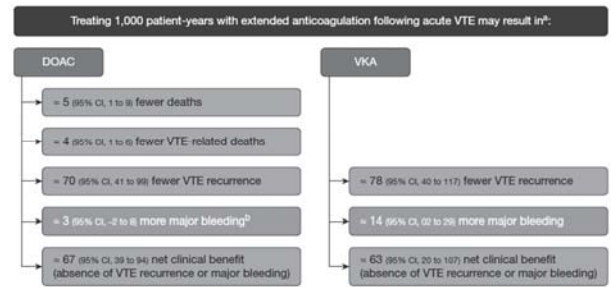 Treating 1,000 patient-years with extended anticoagulation following acute VTE may result inᵃ:
DOAC
≈ 5 (95% CI, 1 to 9) fewer deaths
≈ 4 (95% CI, 1 to 6) fewer VTE-related deaths
≈ 70 (95% CI, 41 to 99) fewer VTE recurrence
≈ 3 (95% CI, –2 to 8) more major bleedingᵇ
≈ 67 (95% CI, 39 to 94) net clinical benefit
(absence of VTE recurrence or major bleeding)
VKA
≈ 78 (95% CI, 40 to 117) fewer VTE recurrence
≈ 14 (95% CI, 02 to 29) more major bleeding
≈ 63 (95% CI, 20 to 107) net clinical benefit
(absence of VTE recurrence or major bleeding)